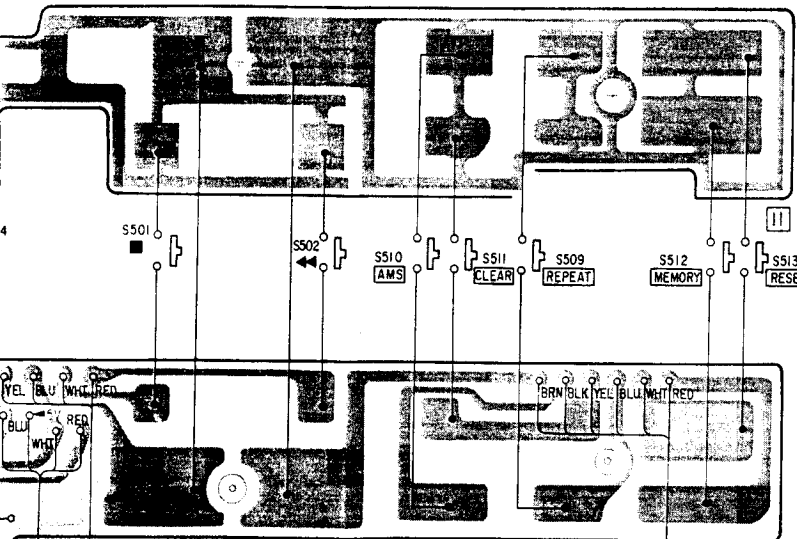 11
4
S501
■
S502
◀◀
S510
AMS
S511
CLEAR
S509
REPEAT
S512
MEMORY
S513
RESE
YEL BLU WHT RED
BLU
WHT
RED
BRN BLK YEL BLU WHT RED